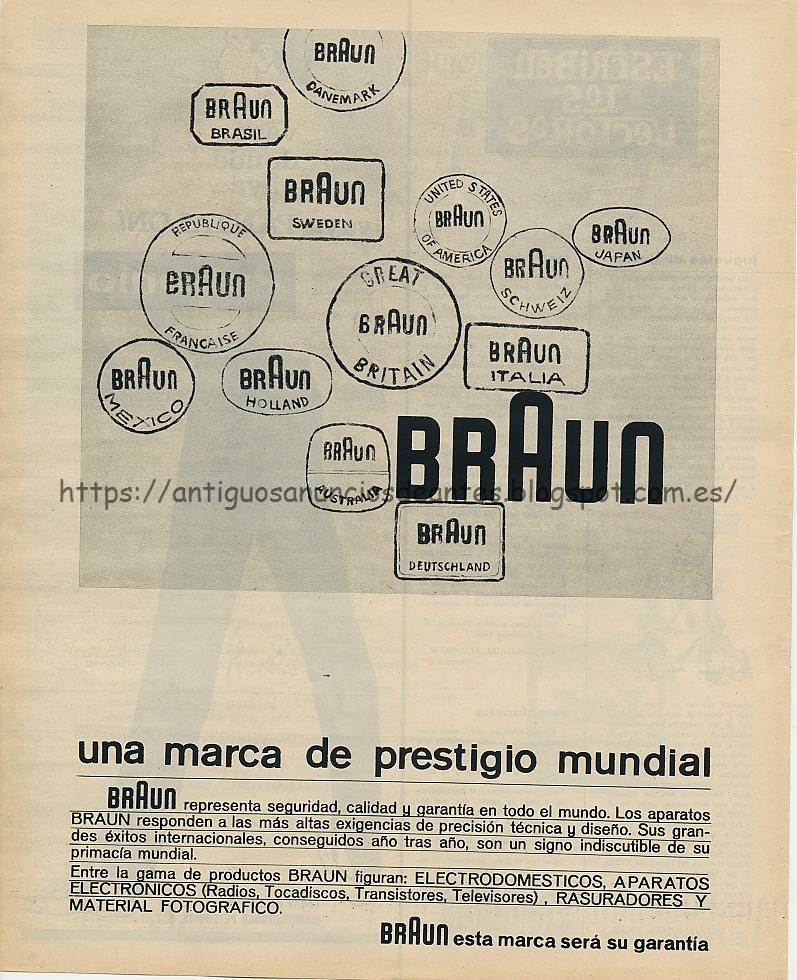 BRAUN
DANEMARK
BRAUN
BRASIL
BRAUN
SWEDEN
UNITED STATES
BRAUN
OF AMERICA
BRAUN
JAPAN
REPUBLIQUE
BRAUN
FRANCAISE
BRAUN
SCHWEIZ
GREAT
BRAUN
BRITAIN
BRAUN
ITALIA
BRAUN
MEXICO
BRAUN
HOLLAND
BRAUN
AUSTRALIA
BRAUN
https://antiguosanunciosdeantes.blogspot.com.es/
BRAUN
DEUTSCHLAND
una marca de prestigio mundial
BRAUN representa seguridad, calidad y garantía en todo el mundo. Los aparatos
BRAUN responden a las más altas exigencias de precisión técnica y diseño. Sus gran-
des éxitos internacionales, conseguidos año tras año, son un signo indiscutible de su
primacía mundial.
Entre la gama de productos BRAUN figuran: ELECTRODOMESTICOS, APARATOS
ELECTRONICOS (Radios, Tocadiscos, Transistores, Televisores), RASURADORES Y
MATERIAL FOTOGRAFICO.
BRAUN esta marca será su garantía